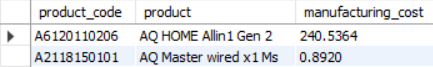 product_code product manufacturing_cost
A6120110206 AQ HOME Allin1 Gen 2 240.5364
A2118150101 AQ Master wired x1 Ms 0.8920